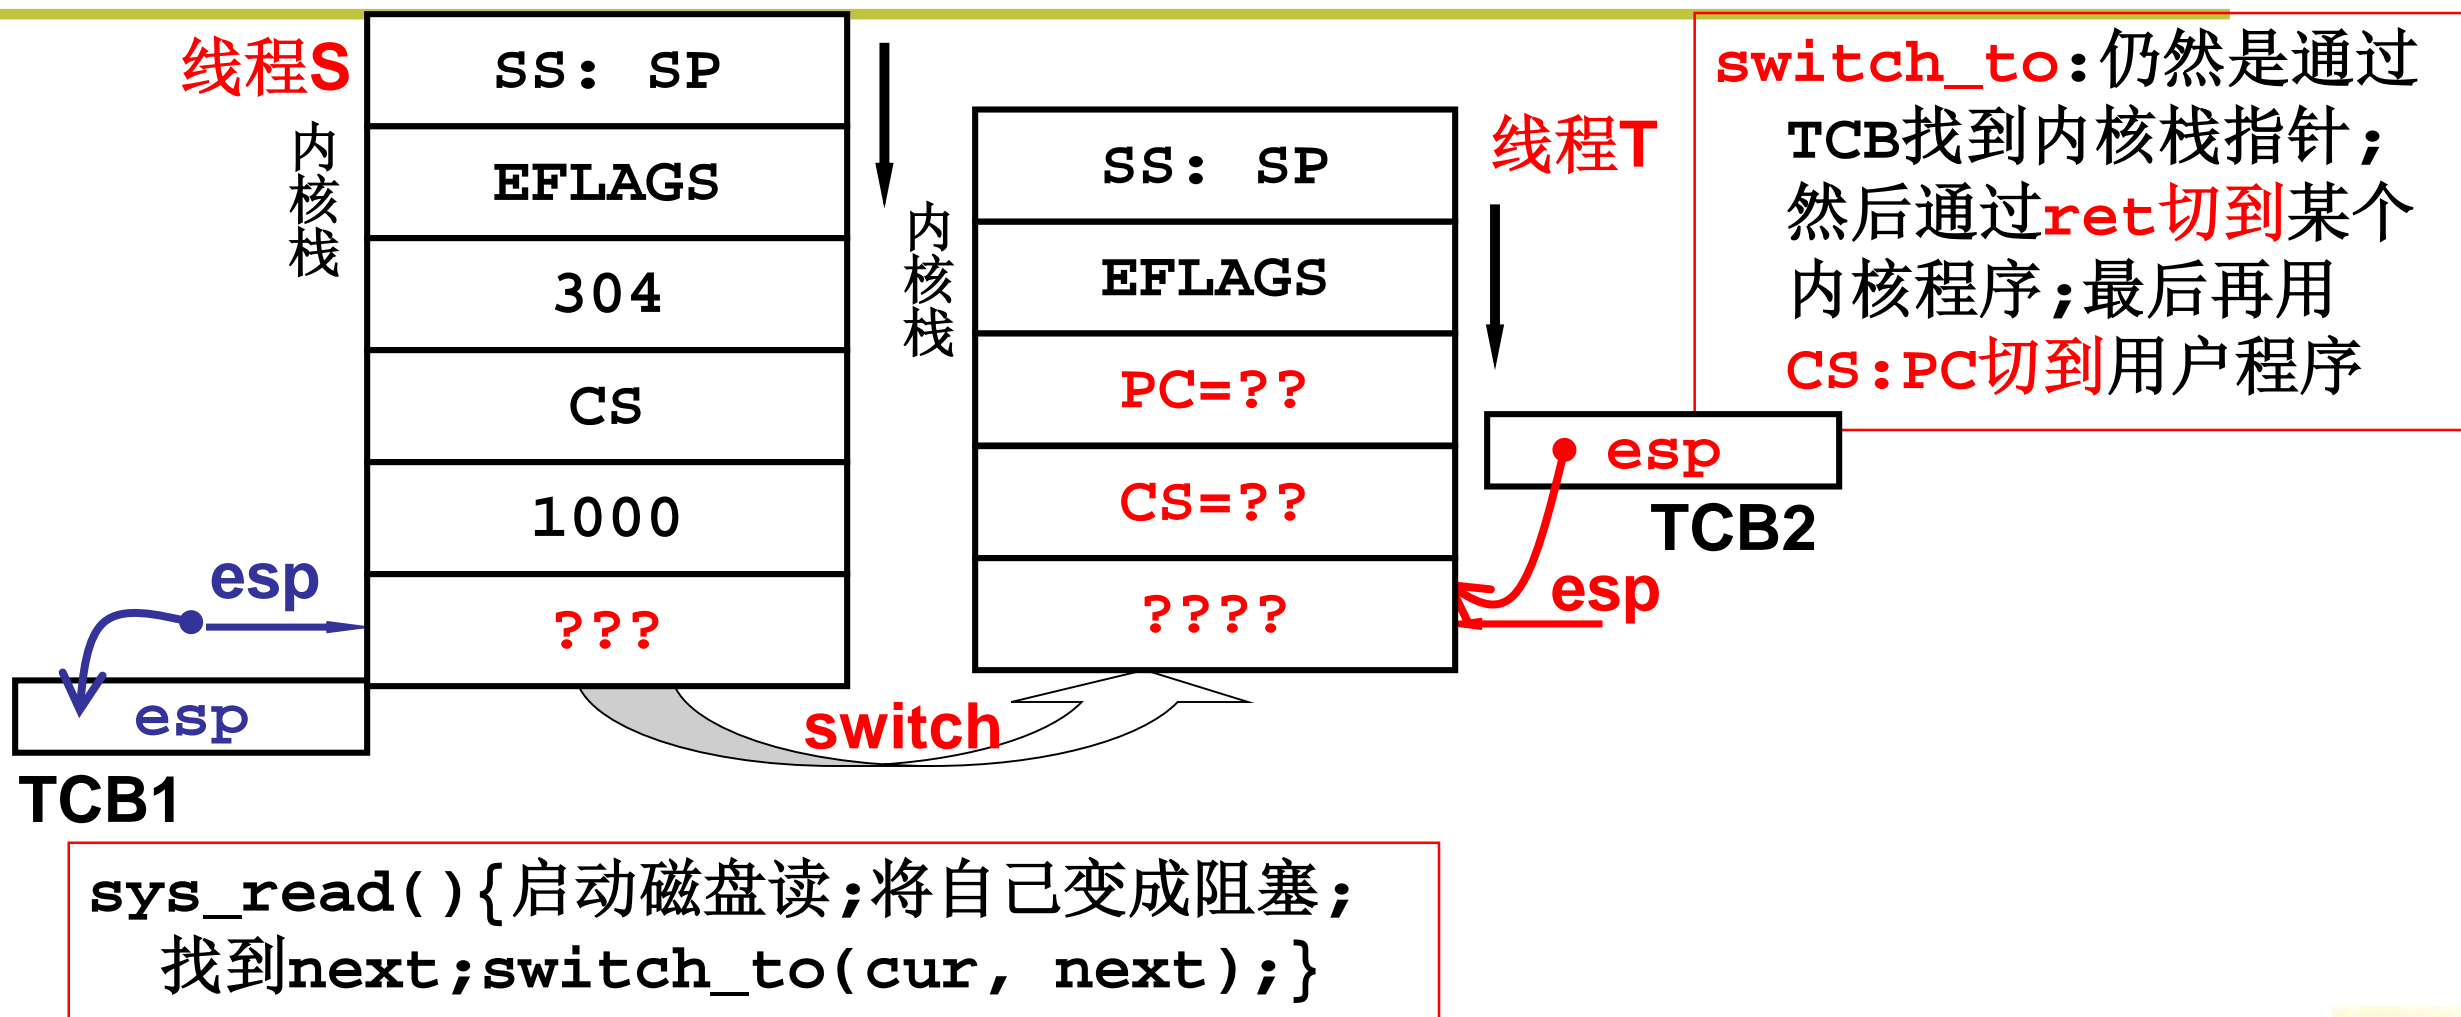 线程S
内核栈
SS: SP
EFLAGS
304
CS
1000
???
esp
esp
TCB1
switch
内核栈
SS: SP
EFLAGS
PC=??
CS=??
????
线程T
esp
TCB2
esp
switch_to:仍然是通过
TCB找到内核栈指针;
然后通过ret切到某个
内核程序;最后再用
CS:PC切到用户程序
sys_read(){启动磁盘读;将自己变成阻塞;
找到next;switch_to(cur, next);}